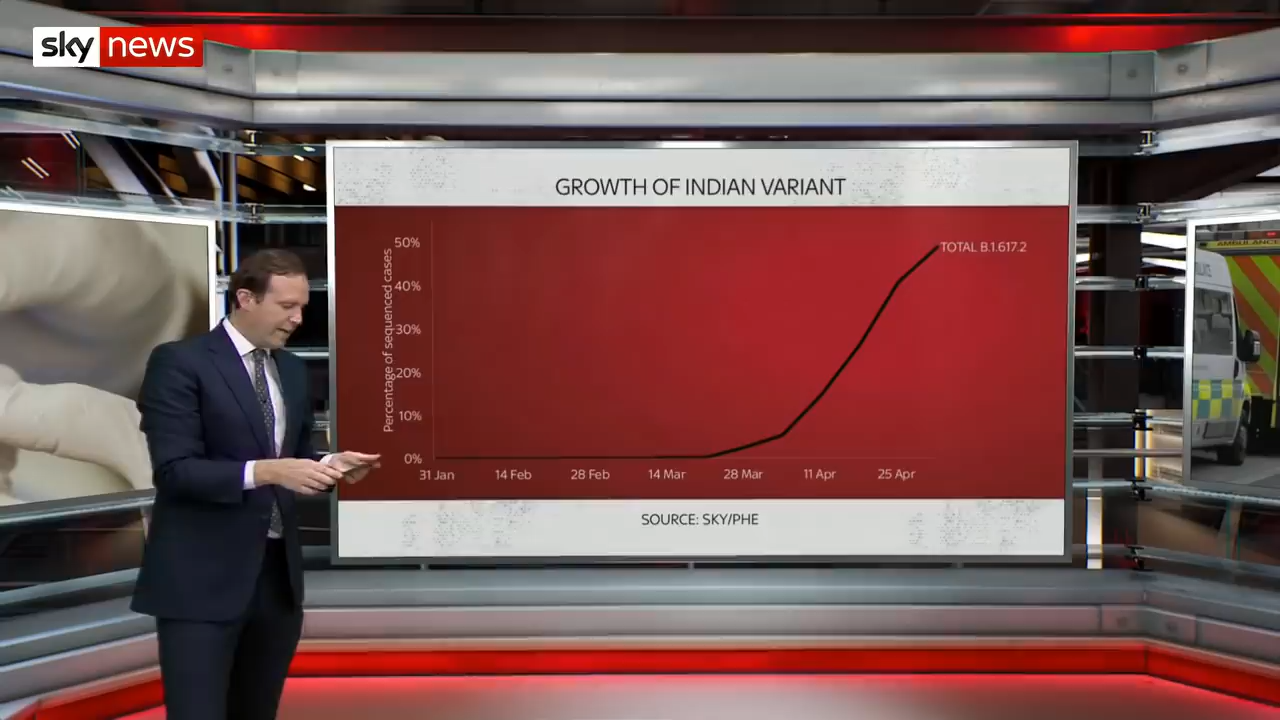 sky news
GROWTH OF INDIAN VARIANT
Percentage of sequenced cases
50%
40%
30%
20%
10%
0%
TOTAL B.1.617.2
31 Jan 14 Feb 28 Feb 14 Mar 28 Mar 11 Apr 25 Apr
SOURCE: SKY/PHE
AMBULANCE